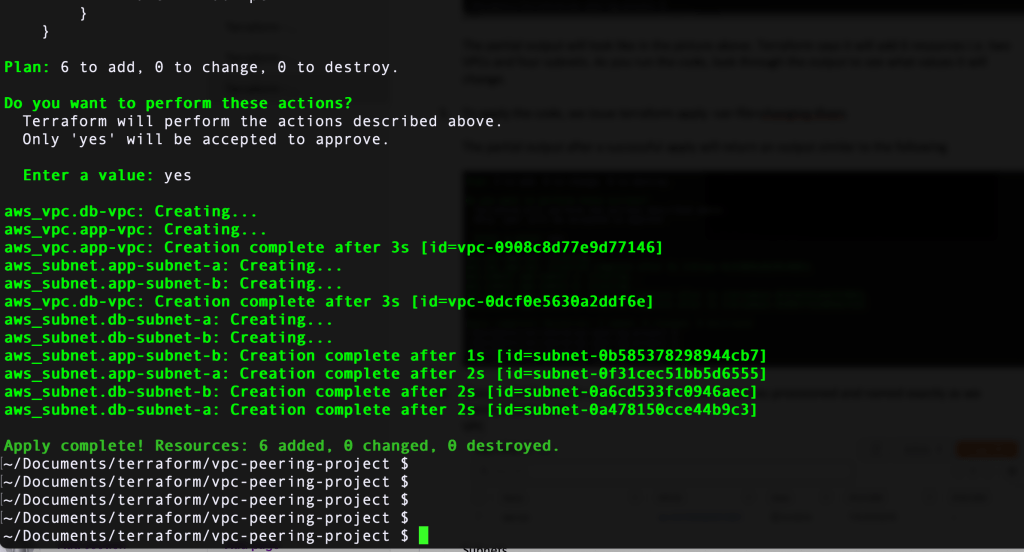 }
}
Plan: 6 to add, 0 to change, 0 to destroy.
Do you want to perform these actions?
Terraform will perform the actions described above.
Only 'yes' will be accepted to approve.
Enter a value: yes
aws_vpc.db-vpc: Creating...
aws_vpc.app-vpc: Creating...
aws_vpc.app-vpc: Creation complete after 3s [id=vpc-0908c8d77e9d77146]
aws_subnet.app-subnet-a: Creating...
aws_subnet.app-subnet-b: Creating...
aws_vpc.db-vpc: Creation complete after 3s [id=vpc-0dcf0e5630a2ddf6e]
aws_subnet.db-subnet-a: Creating...
aws_subnet.db-subnet-b: Creating...
aws_subnet.app-subnet-b: Creation complete after 1s [id=subnet-0b585378298944cb7]
aws_subnet.app-subnet-a: Creation complete after 2s [id=subnet-0f31cec51bb5d6555]
aws_subnet.db-subnet-b: Creation complete after 2s [id=subnet-0a6cd533fc0946aec]
aws_subnet.db-subnet-a: Creation complete after 2s [id=subnet-0a478150cce44b9c3]
Apply complete! Resources: 6 added, 0 changed, 0 destroyed.
[~/Documents/terraform/vpc-peering-project $
[~/Documents/terraform/vpc-peering-project $
[~/Documents/terraform/vpc-peering-project $
[~/Documents/terraform/vpc-peering-project $
~/Documents/terraform/vpc-peering-project $
Subnets